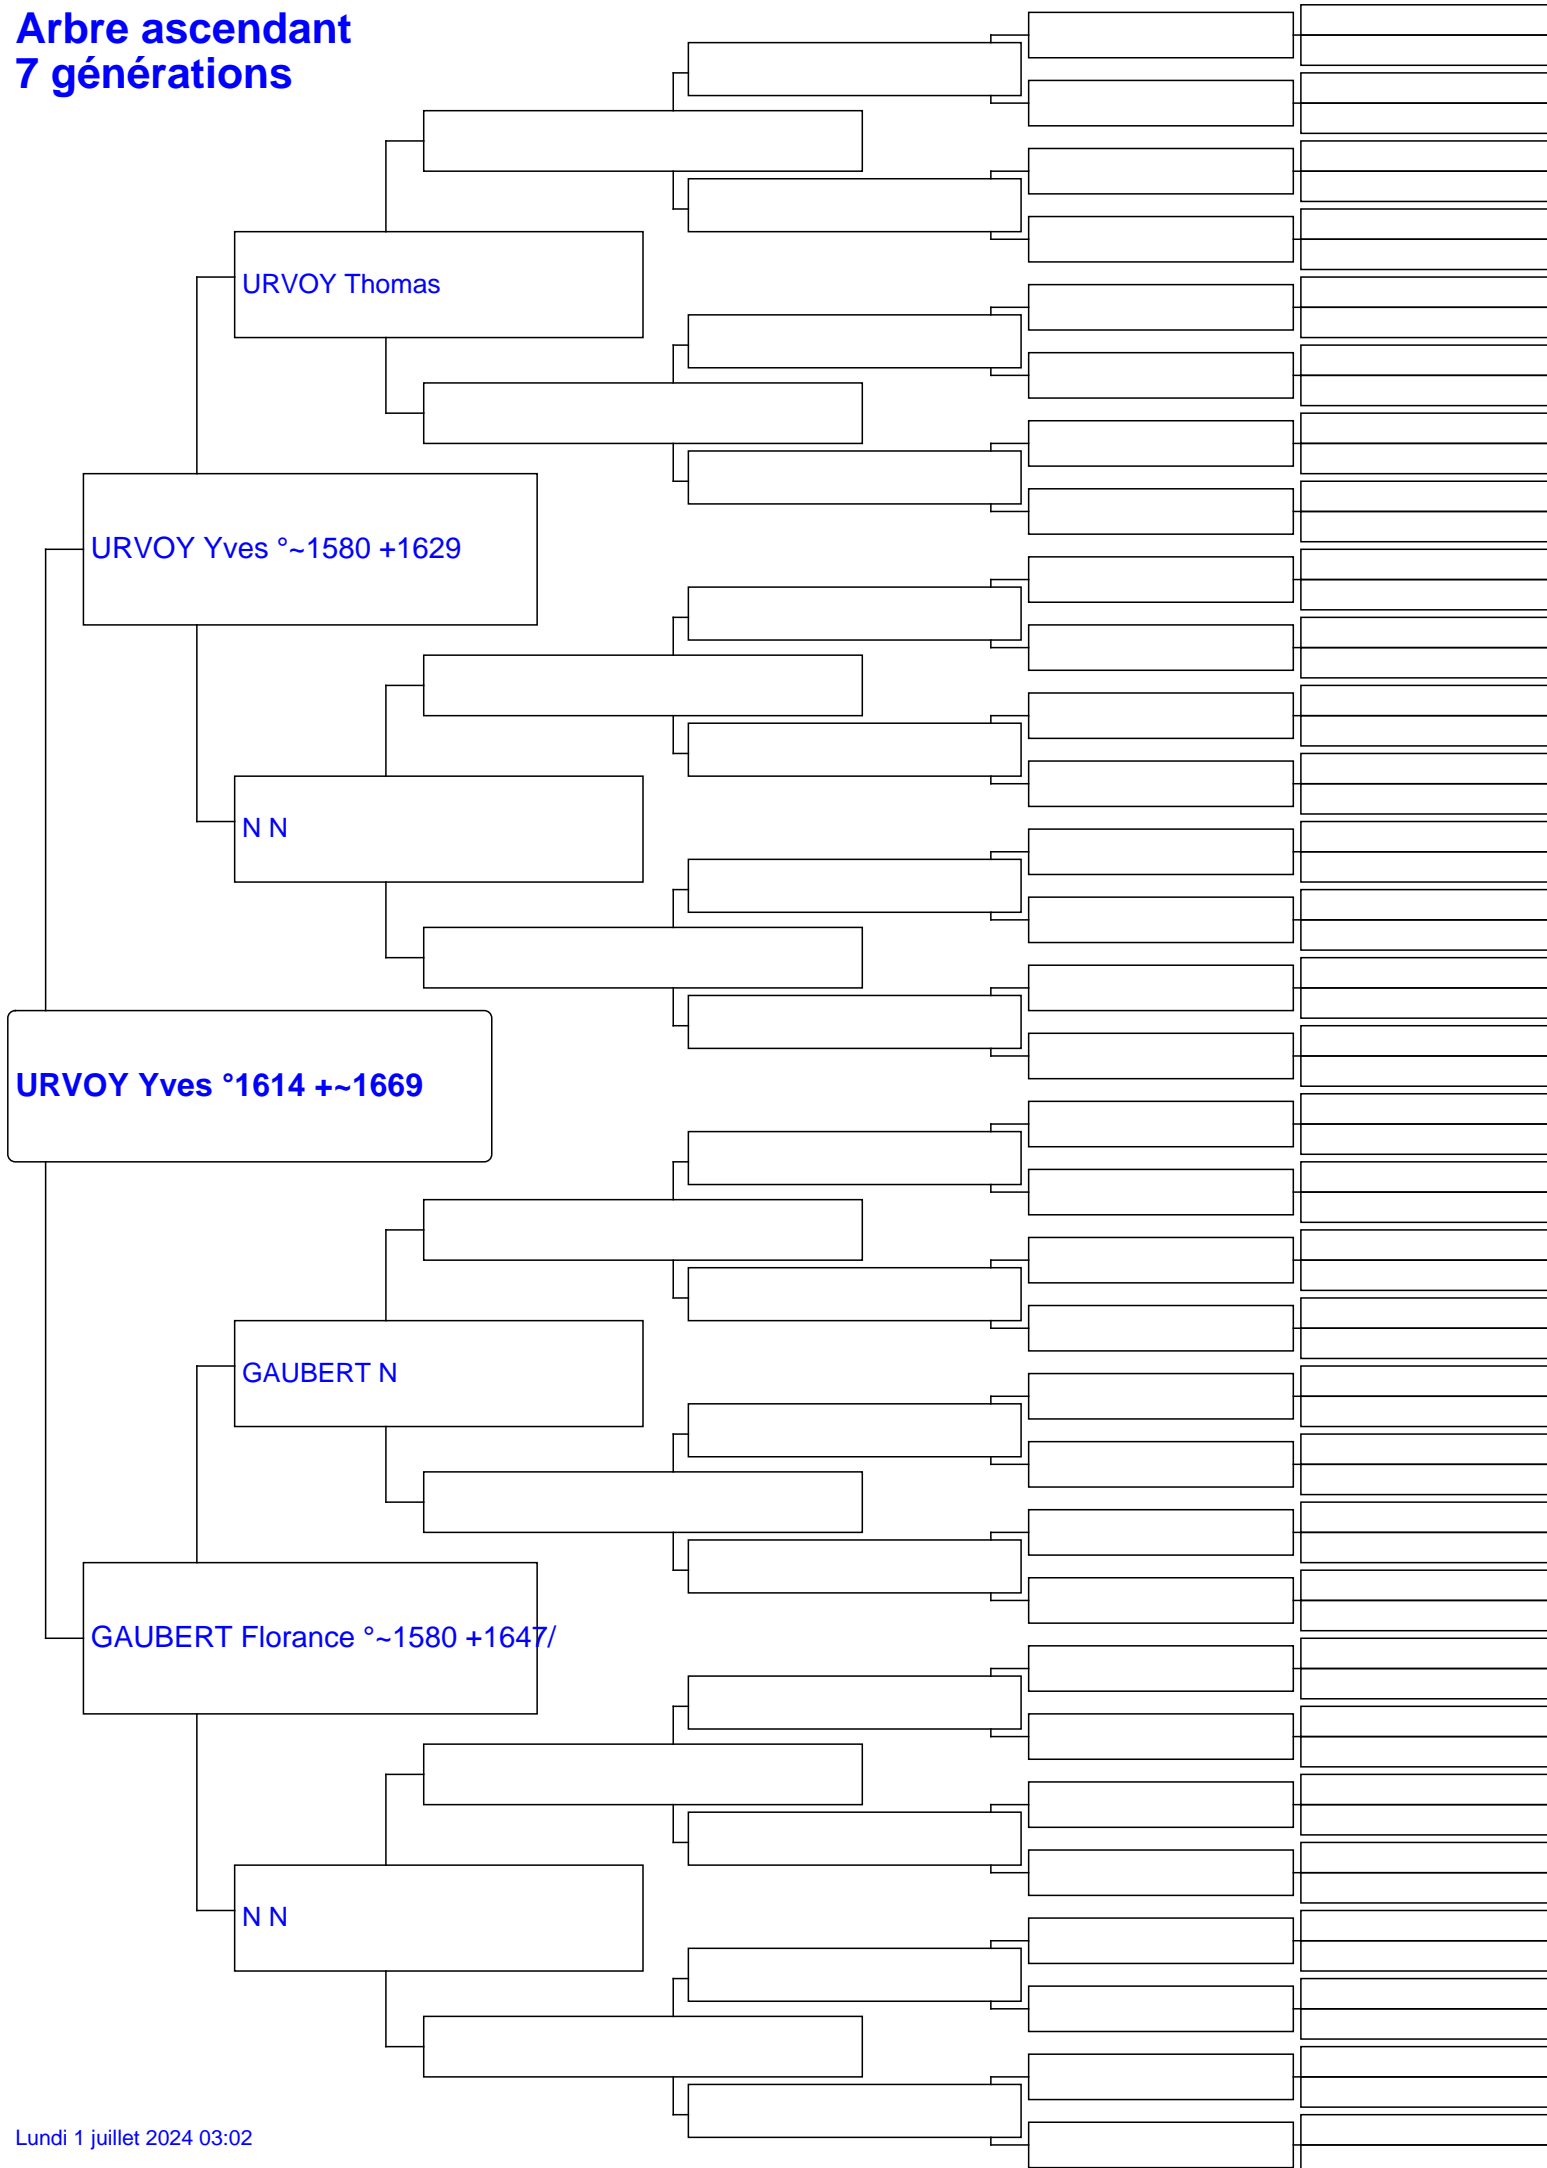 Arbre ascendant
7 générations
URVOY Thomas
URVOY Yves °~1580 +1629
N N
URVOY Yves °1614 +~1669
GAUBERT N
GAUBERT Florance °~1580 +1647/
N N
Lundi 1 juillet 2024 03:02